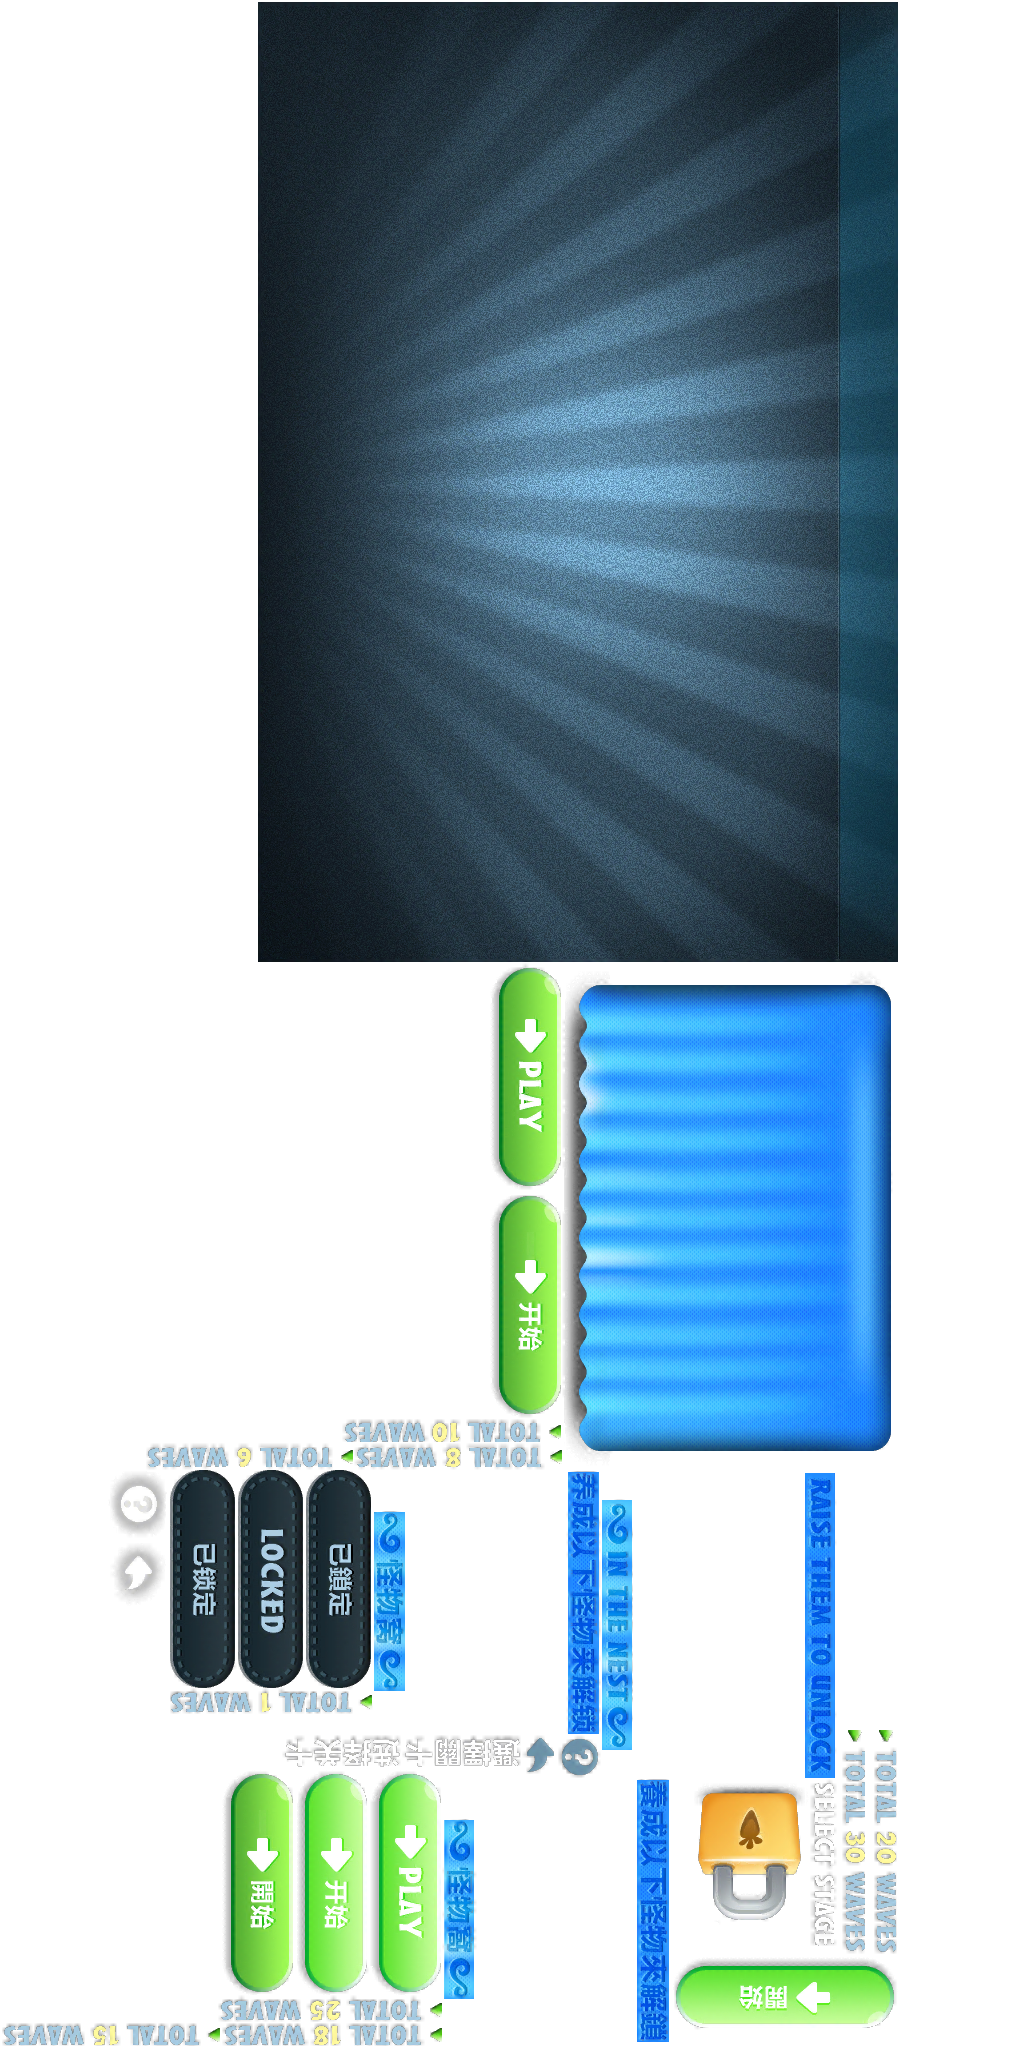 PLAY
开始
TOTAL 10 WAVES
TOTAL 8 WAVES
TOTAL 6 WAVES
?
已锁定
LOCKED
已鎖定
怪物窩
养成以下怪物来解锁
IN THE NEST
RAISE THEM TO UNLOCK
TOTAL 1 WAVES
選擇關卡
选择关卡
?
TOTAL 20 WAVES
TOTAL 30 WAVES
SELECT STAGE
開始
开始
PLAY
怪物窝
養成以下怪物來解鎖
開始
TOTAL 25 WAVES
TOTAL 18 WAVES
TOTAL 15 WAVES